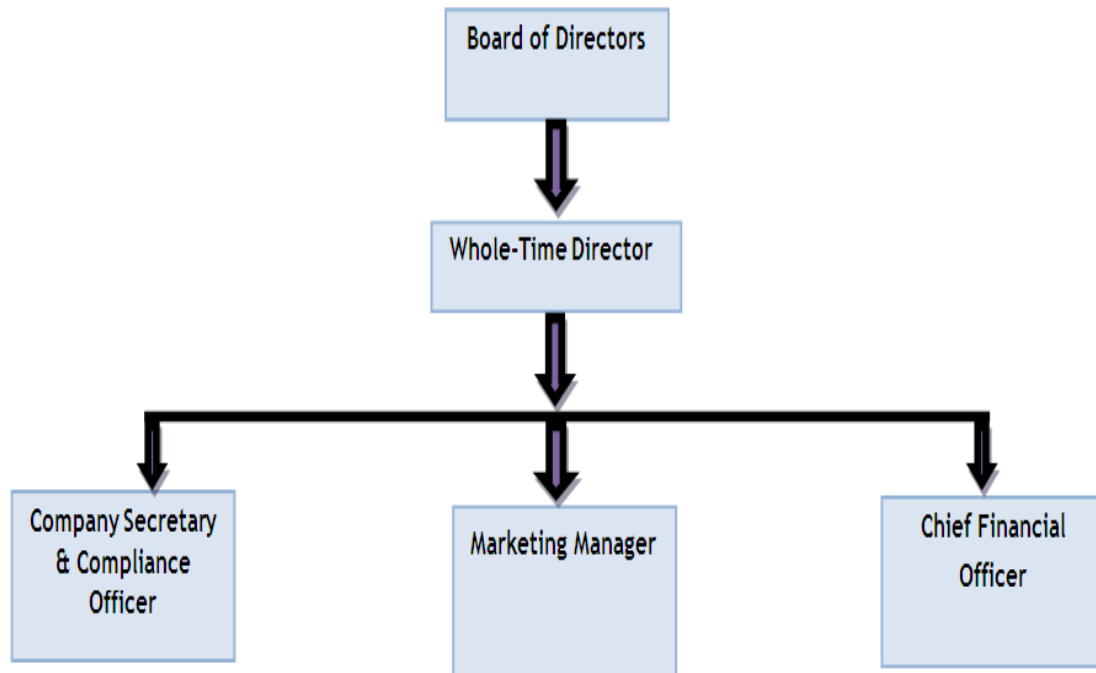 Board of Directors
Whole-Time Director
Company Secretary
& Compliance
Officer
Marketing Manager
Chief Financial
Officer